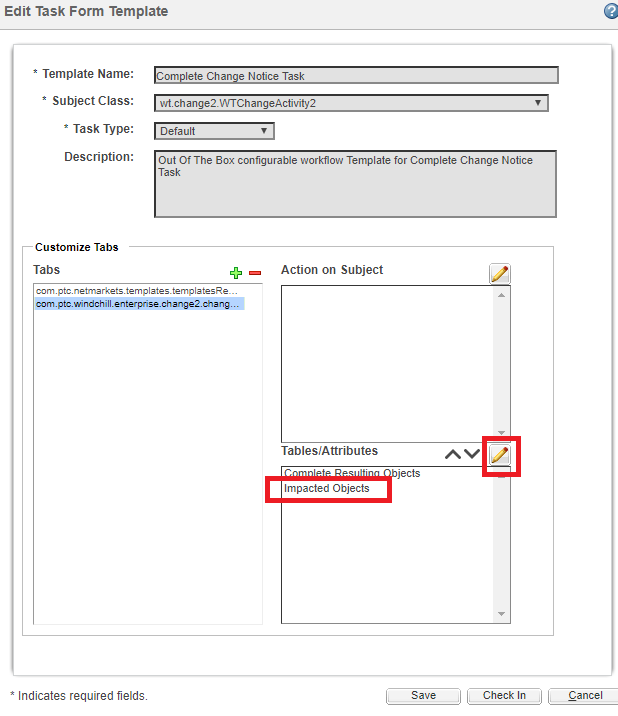 Edit Task Form Template
?
* Template Name:
Complete Change Notice Task
* Subject Class:
wt.change2.WTChangeActivity2
* Task Type:
Default
Description:
Out Of The Box configurable workflow Template for Complete Change Notice
Task
Customize Tabs
Tabs
com.ptc.netmarkets.templates.templatesRe...
com.ptc.windchill.enterprise.change2.chang...
Action on Subject
Tables/Attributes
Complete Resulting Objects
Impacted Objects
* Indicates required fields.
Save
Check In
Cancel